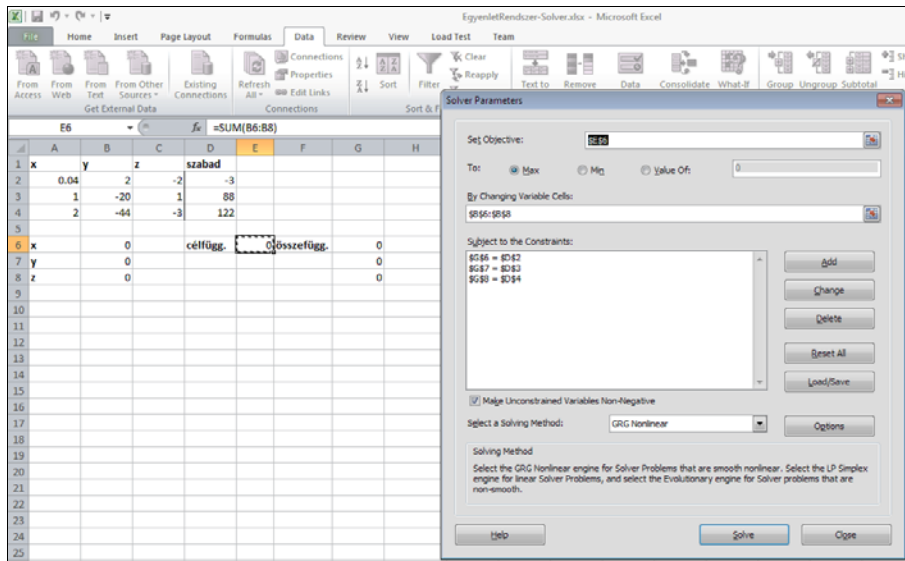 EgyenletRendszer-Solver.xlsx - Microsoft Excel
File Home Insert Page Layout Formulas Data Review View Load Test Team
From Access
From Web
From Text
From Other Sources
Existing Connections
Get External Data
Refresh All
Connections
Properties
Edit Links
Connections
Sort
Filter
Clear
Reapply
Sort & F
Text to
Remove
Data
Consolidate
What-If
Group
Ungroup
Subtotal
E6 fx =SUM(B6:B8)
A B C D E F G H
1 x y z szabad
2 0.04 2 -2 -3
3 1 -20 1 88
4 2 -44 -3 122
5
6 x 0 célfügg. 0 összefügg. 0
7 y 0 0
8 z 0 0
9
10
11
12
13
14
15
16
17
18
19
20
21
22
23
24
25
Solver Parameters
Set Objective: $E$6
To: Max Min Value Of: 0
By Changing Variable Cells:
$B$6:$B$8
Subject to the Constraints:
$G$6 = $D$2
$G$7 = $D$3
$G$8 = $D$4
Add
Change
Delete
Reset All
Load/Save
Make Unconstrained Variables Non-Negative
Select a Solving Method: GRG Nonlinear Options
Solving Method
Select the GRG Nonlinear engine for Solver Problems that are smooth nonlinear. Select the LP Simplex
engine for linear Solver Problems, and select the Evolutionary engine for Solver problems that are
non-smooth.
Help Solve Close